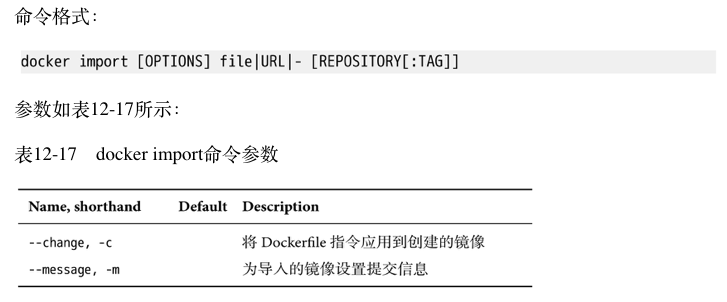 命令格式：
docker import [OPTIONS] file|URL|- [REPOSITORY[:TAG]]
参数如表12-17所示：
表12-17 docker import命令参数
Name, shorthand Default Description
--change, -c 将 Dockerfile 指令应用到创建的镜像
--message, -m 为导入的镜像设置提交信息